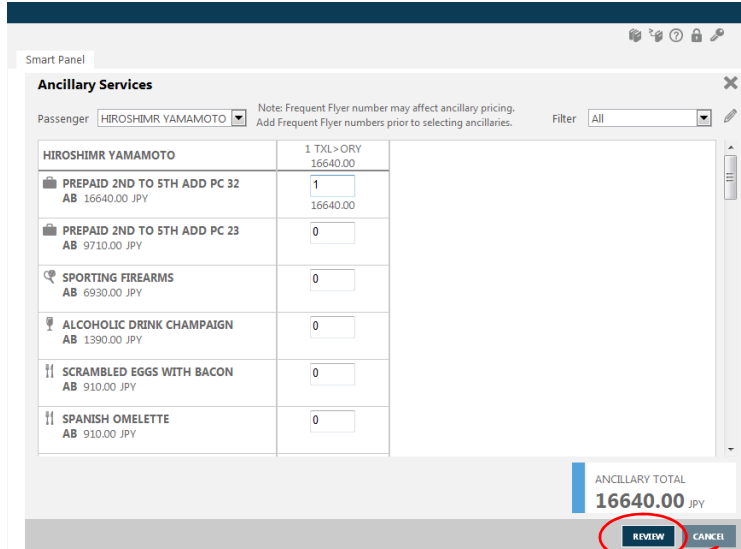 Smart Panel
Ancillary Services
Passenger HIROSHIMR YAMAMOTO
Note: Frequent Flyer number may affect ancillary pricing.
Add Frequent Flyer numbers prior to selecting ancillaries.
Filter All
HIROSHIMR YAMAMOTO
1 TXL>ORY
16640.00
PREPAID 2ND TO 5TH ADD PC 32
AB 16640.00 JPY
1
16640.00
PREPAID 2ND TO 5TH ADD PC 23
AB 9710.00 JPY
0
SPORTING FIREARMS
AB 6930.00 JPY
0
ALCOHOLIC DRINK CHAMPAIGN
AB 1390.00 JPY
0
SCRAMBLED EGGS WITH BACON
AB 910.00 JPY
0
SPANISH OMELETTE
AB 910.00 JPY
0
ANCILLARY TOTAL
16640.00 JPY
REVIEW
CANCEL